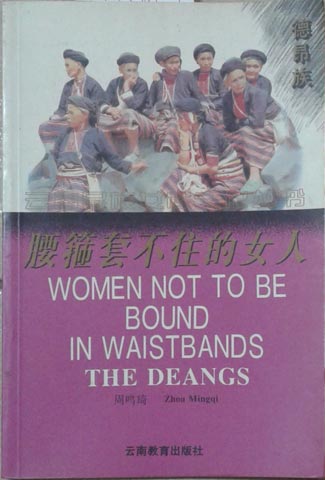 德昂族
腰箍套不住的女人
WOMEN NOT TO BE
BOUND
IN WAISTBANDS
THE DEANGS
周鸣琦 Zhoa Mingqi
云南教育出版社